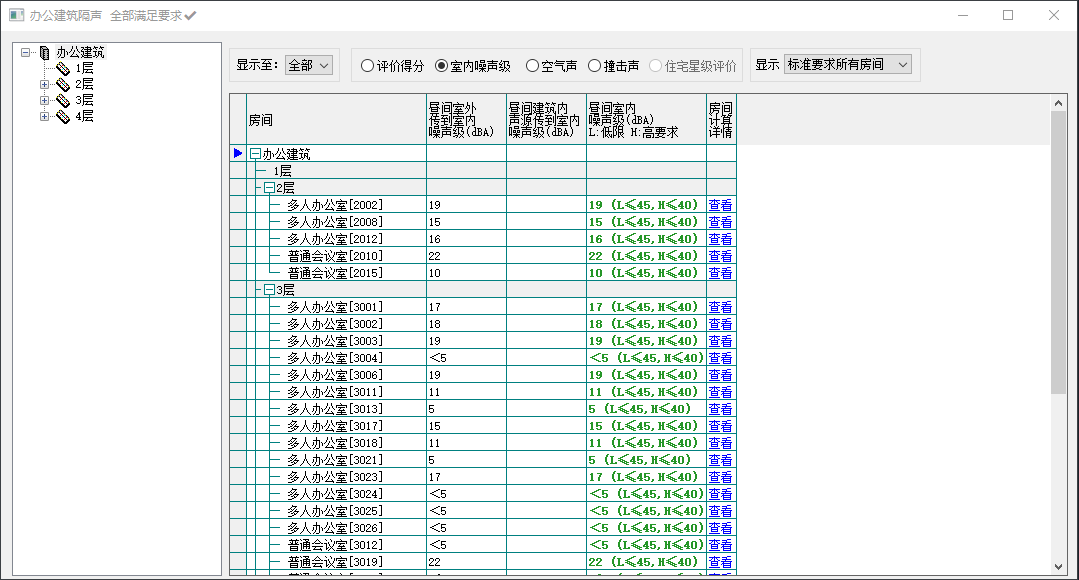 办公建筑隔声 全部满足要求✔
办公建筑
1层
2层
3层
4层
显示至: 全部
评价得分 室内噪声级 空气声 撞击声 住宅星级评价
显示 标准要求所有房间
房间
昼间室外
传到室内
噪声级(dBA)
昼间建筑内
声源传到室内
噪声级(dBA)
昼间室内
噪声级(dBA)
L:低限 H:高要求
房间
计算
详情
办公建筑
1层
2层
多人办公室[2002] 19 19 (L≤45,H≤40) 查看
多人办公室[2008] 15 15 (L≤45,H≤40) 查看
多人办公室[2012] 16 16 (L≤45,H≤40) 查看
普通会议室[2010] 22 22 (L≤45,H≤40) 查看
普通会议室[2015] 10 10 (L≤45,H≤40) 查看
3层
多人办公室[3001] 17 17 (L≤45,H≤40) 查看
多人办公室[3002] 18 18 (L≤45,H≤40) 查看
多人办公室[3003] 19 19 (L≤45,H≤40) 查看
多人办公室[3004] <5 <5 (L≤45,H≤40) 查看
多人办公室[3006] 19 19 (L≤45,H≤40) 查看
多人办公室[3011] 11 11 (L≤45,H≤40) 查看
多人办公室[3013] 5 5 (L≤45,H≤40) 查看
多人办公室[3017] 15 15 (L≤45,H≤40) 查看
多人办公室[3018] 11 11 (L≤45,H≤40) 查看
多人办公室[3021] 5 5 (L≤45,H≤40) 查看
多人办公室[3023] 17 17 (L≤45,H≤40) 查看
多人办公室[3024] <5 <5 (L≤45,H≤40) 查看
多人办公室[3025] <5 <5 (L≤45,H≤40) 查看
多人办公室[3026] <5 <5 (L≤45,H≤40) 查看
普通会议室[3012] <5 <5 (L≤45,H≤40) 查看
普通会议室[3019] 22 22 (L≤45,H≤40) 查看